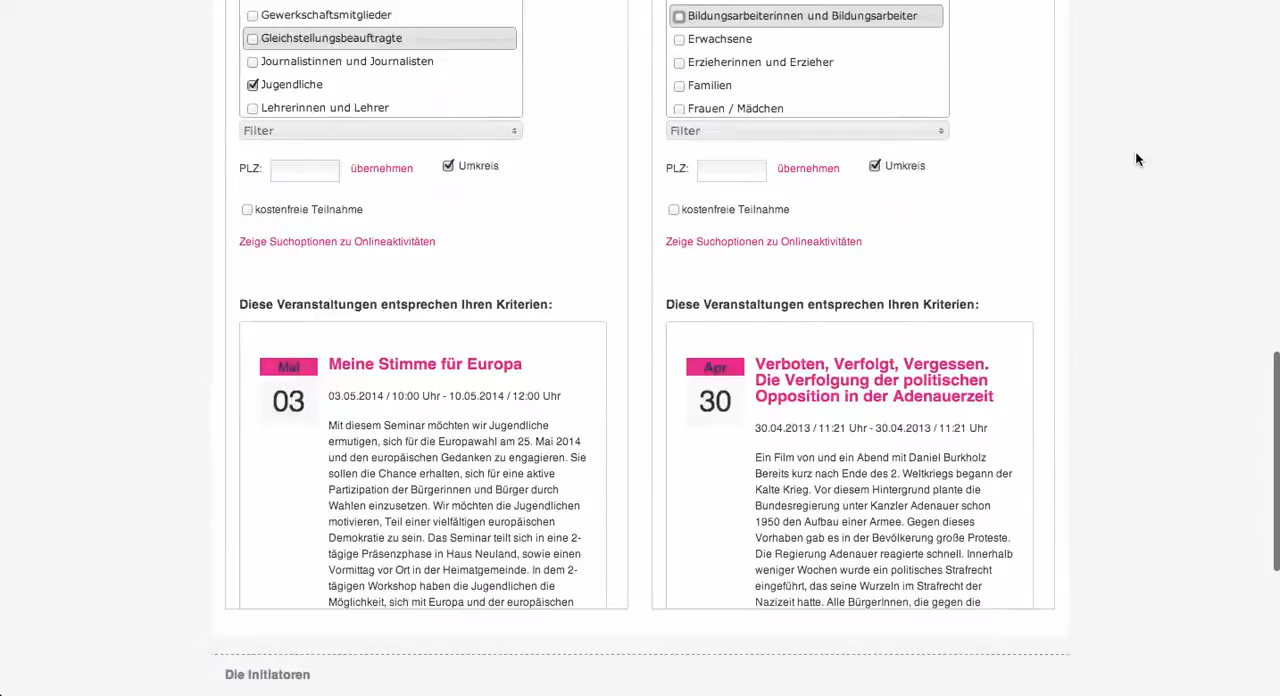 Gewerkschaftsmitglieder
Gleichstellungsbeauftragte
Journalistinnen und Journalisten
Jugendliche
Lehrerinnen und Lehrer
Filter
PLZ: übernehmen Umkreis
kostenfreie Teilnahme
Zeige Suchoptionen zu Onlineaktivitäten
Diese Veranstaltungen entsprechen Ihren Kriterien:
Mai
03
Meine Stimme für Europa
03.05.2014 / 10:00 Uhr - 10.05.2014 / 12:00 Uhr
Mit diesem Seminar möchten wir Jugendliche
ermutigen, sich für die Europawahl am 25. Mai 2014
und den europäischen Gedanken zu engagieren. Sie
sollen die Chance erhalten, sich für eine aktive
Partizipation der Bürgerinnen und Bürger durch
Wahlen einzusetzen. Wir möchten die Jugendlichen
motivieren, Teil einer vielfältigen europäischen
Demokratie zu sein. Das Seminar teilt sich in eine 2-
tägige Präsenzphase in Haus Neuland, sowie einen
Vormittag vor Ort in der Heimatgemeinde. In dem 2-
tägigen Workshop haben die Jugendlichen die
Möglichkeit, sich mit Europa und der europäischen
Bildungsarbeiterinnen und Bildungsarbeiter
Erwachsene
Erzieherinnen und Erzieher
Familien
Frauen / Mädchen
Filter
PLZ: übernehmen Umkreis
kostenfreie Teilnahme
Zeige Suchoptionen zu Onlineaktivitäten
Diese Veranstaltungen entsprechen Ihren Kriterien:
Apr
30
Verboten, Verfolgt, Vergessen.
Die Verfolgung der politischen
Opposition in der Adenauerzeit
30.04.2013 / 11:21 Uhr - 30.04.2013 / 11:21 Uhr
Ein Film von und ein Abend mit Daniel Burkholz
Bereits kurz nach Ende des 2. Weltkriegs begann der
Kalte Krieg. Vor diesem Hintergrund plante die
Bundesregierung unter Kanzler Adenauer schon
1950 den Aufbau einer Armee. Gegen dieses
Vorhaben gab es in der Bevölkerung große Proteste.
Die Regierung Adenauer reagierte schnell. Innerhalb
weniger Wochen wurde ein politisches Strafrecht
eingeführt, das seine Wurzeln im Strafrecht der
Nazizeit hatte. Alle BürgerInnen, die gegen die
Die Initiatoren